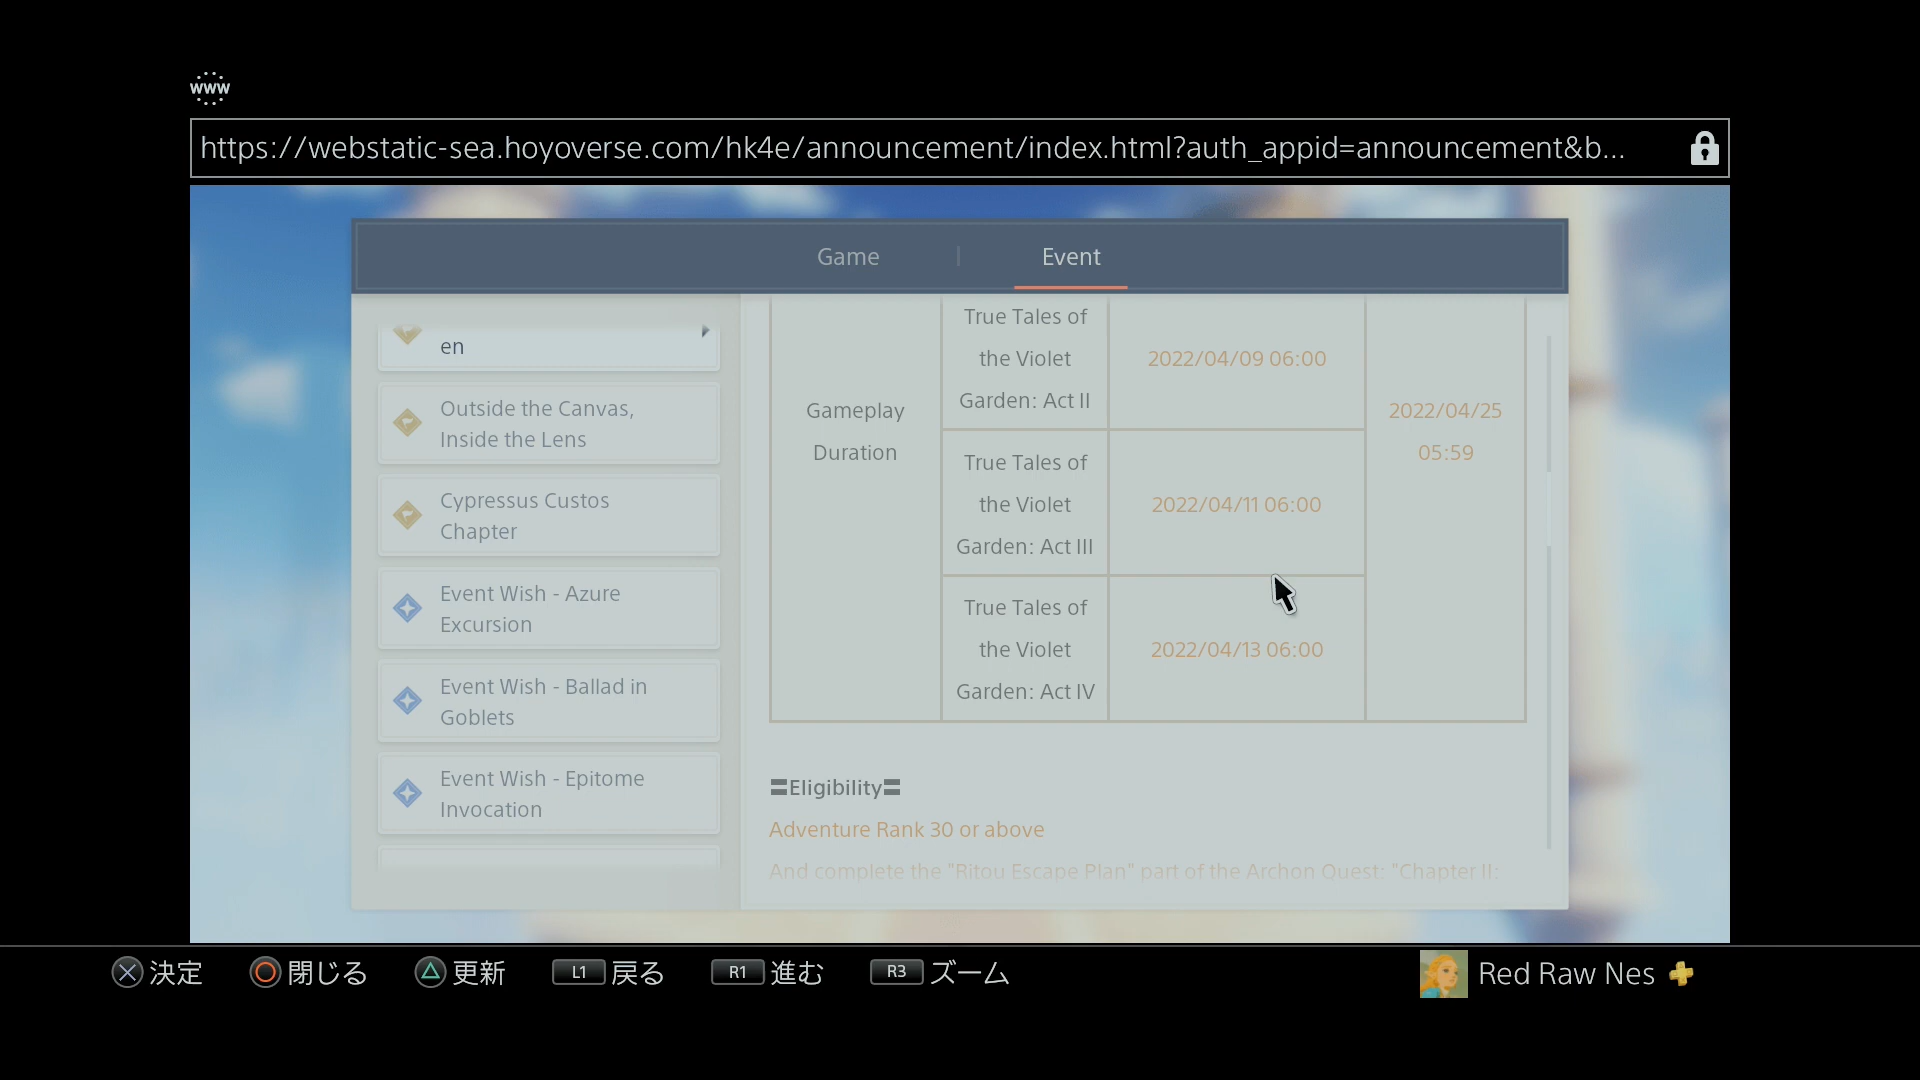 WWW
https://webstatic-sea.hoyoverse.com/hk4e/announcement/index.html?auth_appid=announcement&b...
Game
Event
en
Outside the Canvas,
Inside the Lens
Cypressus Custos
Chapter
Event Wish - Azure
Excursion
Event Wish - Ballad in
Goblets
Event Wish - Epitome
Invocation
Gameplay
Duration
True Tales of
the Violet
Garden: Act II
2022/04/09 06:00
True Tales of
the Violet
Garden: Act III
2022/04/11 06:00
True Tales of
the Violet
Garden: Act IV
2022/04/13 06:00
2022/04/25
05:59
〓Eligibility〓
Adventure Rank 30 or above
And complete the "Ritou Escape Plan" part of the Archon Quest: "Chapter II:
決定
閉じる
更新
L1 戻る
R1 進む
R3 ズーム
Red Raw Nes